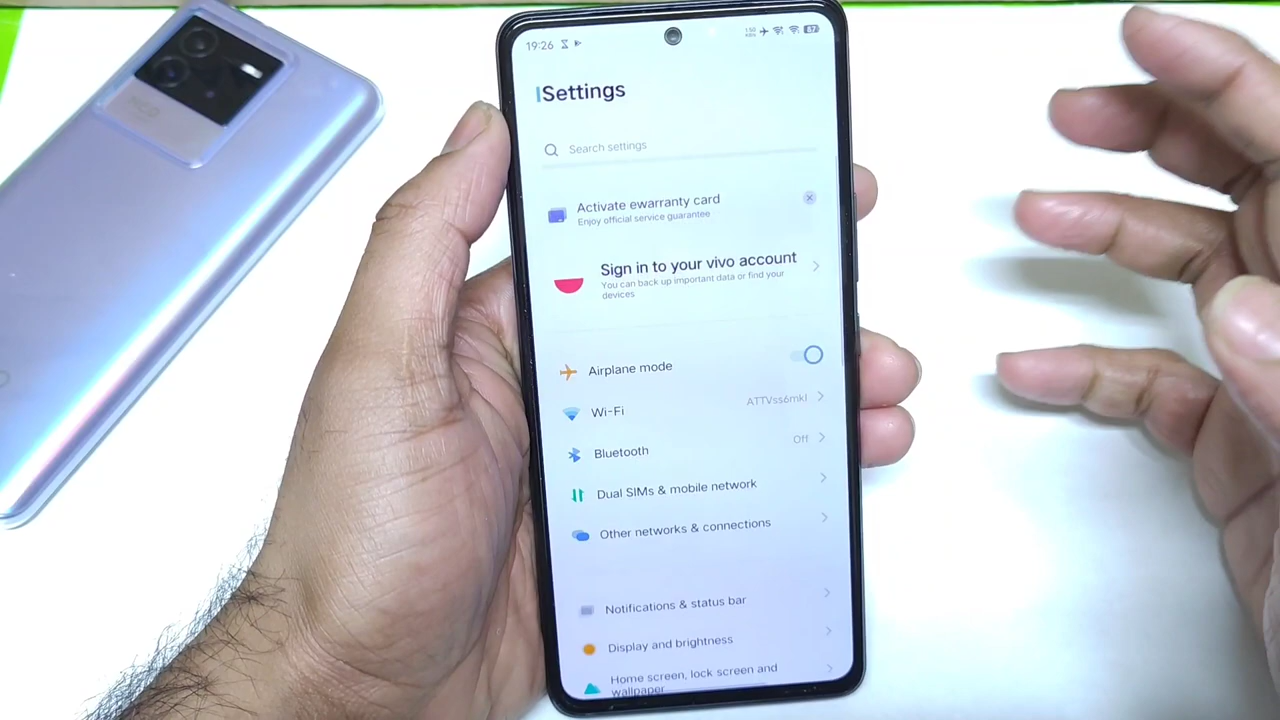 19:26
87
Settings
Search settings
Activate ewarranty card
Enjoy official service guarantee
Sign in to your vivo account
You can back up important data or find your
devices
Airplane mode
Wi-Fi ATTVss6mkl
Bluetooth Off
Dual SIMs & mobile network
Other networks & connections
Notifications & status bar
Display and brightness
Home screen, lock screen and
wallpaper